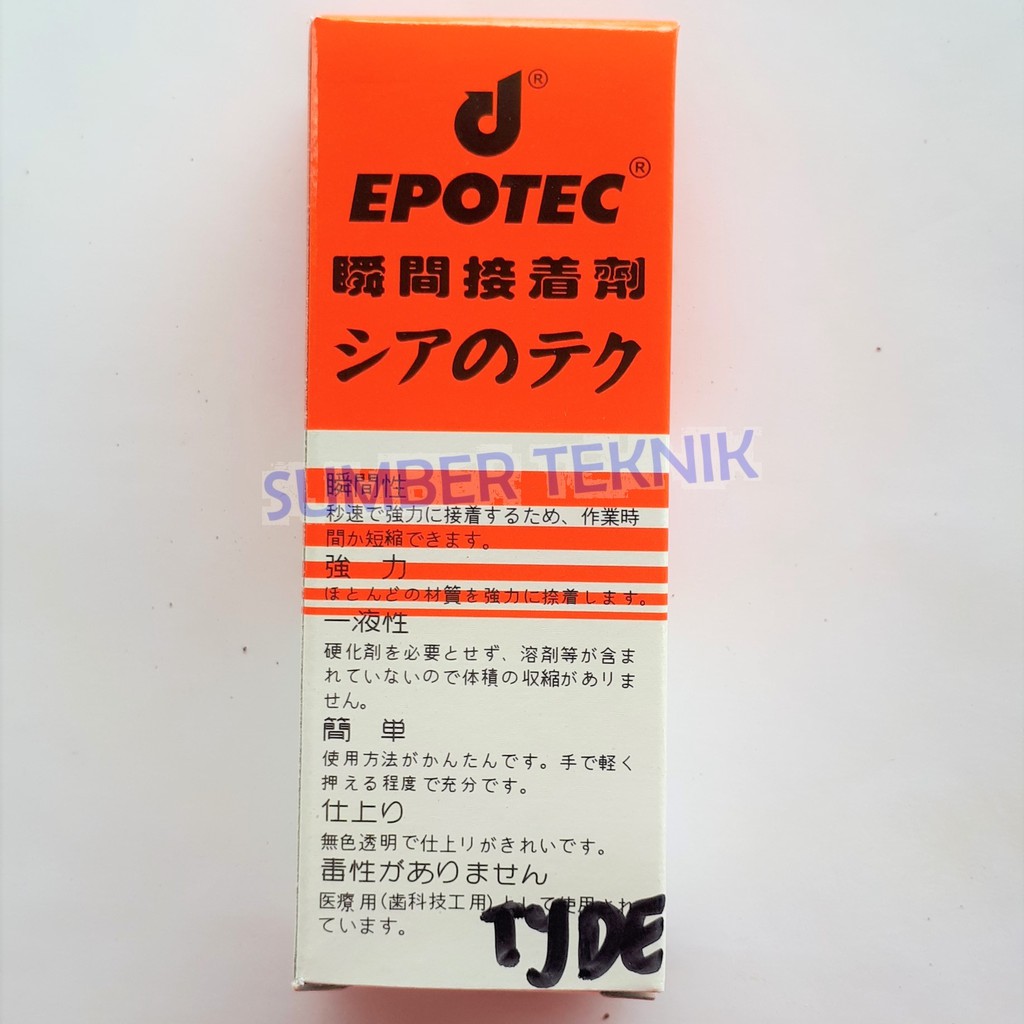 ®
EPOTEC®
瞬間接着剤
シアのテク
SUMBER TEKNIK
瞬間性
秒速で強力に接着するため、作業時
間か短縮できます。
強 力
ほとんどの材質を強力に捺着します。
一液性
硬化剤を必要とせず、溶剤等が含ま
れていないので体積の収縮がありま
せん。
簡 単
使用方法がかんたんです。手で軽く
押える程度で充分です。
仕上り
無色透明で仕上りがきれいです。
毒性がありません
医療用(歯科技工用)として使用され
ています。
TJDE